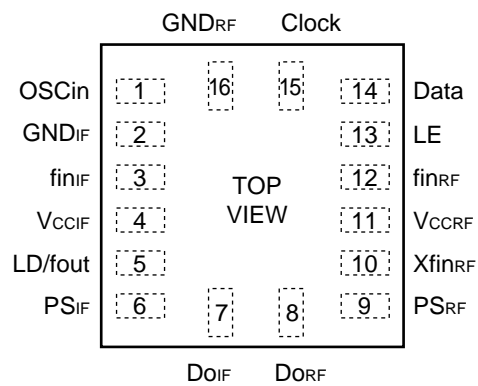 GNDRF Clock
OSCin 1 16 15 14 Data
GNDIF 2 13 LE
finIF 3 12 finRF
TOP
VIEW
VCCIF 4 11 VCCRF
LD/fout 5 10 XfinRF
PSIF 6 7 8 9 PSRF
DoIF DoRF